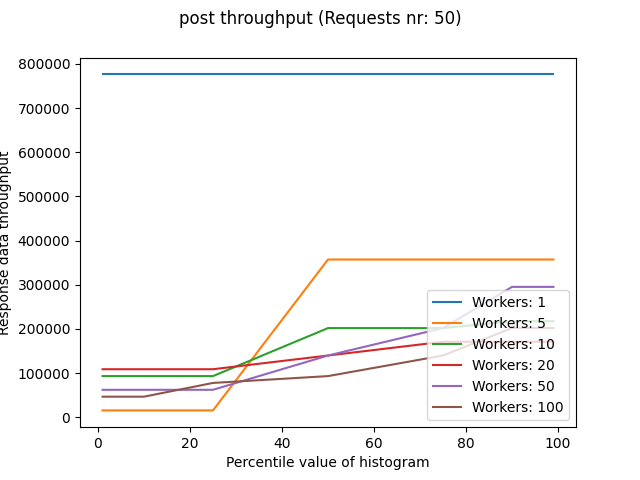 post throughput (Requests nr: 50)
800000
700000
600000
500000
400000
300000
200000
100000
0
Response data throughput
Workers: 1
Workers: 5
Workers: 10
Workers: 20
Workers: 50
Workers: 100
0 20 40 60 80 100
Percentile value of histogram